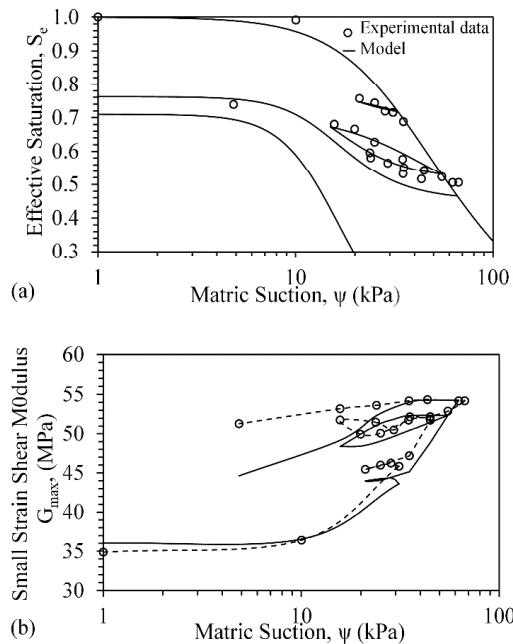 1.0
0.9
0.8
0.7
0.6
0.5
0.4
0.3
Effective Saturation, Se
Experimental data
Model
1
10
100
(a)
Matric Suction, ψ (kPa)
60
55
50
45
40
35
30
Small Strain Shear M0dulus
Gmax, (MPa)
1
10
100
(b)
Matric Suction, ψ (kPa)